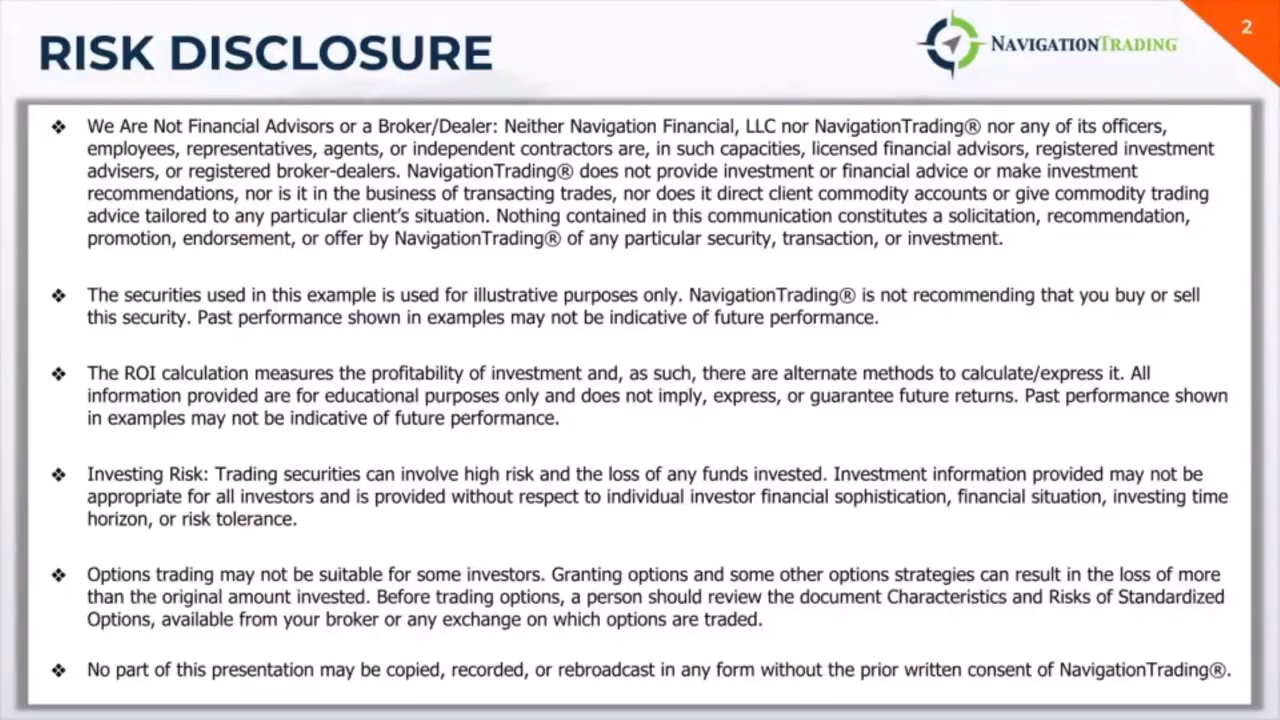 2
RISK DISCLOSURE
NAVIGATIONTRADING
❖ We Are Not Financial Advisors or a Broker/Dealer: Neither Navigation Financial, LLC nor NavigationTrading® nor any of its officers,
employees, representatives, agents, or independent contractors are, in such capacities, licensed financial advisors, registered investment
advisers, or registered broker-dealers. NavigationTrading® does not provide investment or financial advice or make investment
recommendations, nor is it in the business of transacting trades, nor does it direct client commodity accounts or give commodity trading
advice tailored to any particular client's situation. Nothing contained in this communication constitutes a solicitation, recommendation,
promotion, endorsement, or offer by NavigationTrading® of any particular security, transaction, or investment.
❖ The securities used in this example is used for illustrative purposes only. NavigationTrading® is not recommending that you buy or sell
this security. Past performance shown in examples may not be indicative of future performance.
❖ The ROI calculation measures the profitability of investment and, as such, there are alternate methods to calculate/express it. All
information provided are for educational purposes only and does not imply, express, or guarantee future returns. Past performance shown
in examples may not be indicative of future performance.
❖ Investing Risk: Trading securities can involve high risk and the loss of any funds invested. Investment information provided may not be
appropriate for all investors and is provided without respect to individual investor financial sophistication, financial situation, investing time
horizon, or risk tolerance.
❖ Options trading may not be suitable for some investors. Granting options and some other options strategies can result in the loss of more
than the original amount invested. Before trading options, a person should review the document Characteristics and Risks of Standardized
Options, available from your broker or any exchange on which options are traded.
❖ No part of this presentation may be copied, recorded, or rebroadcast in any form without the prior written consent of NavigationTrading®.